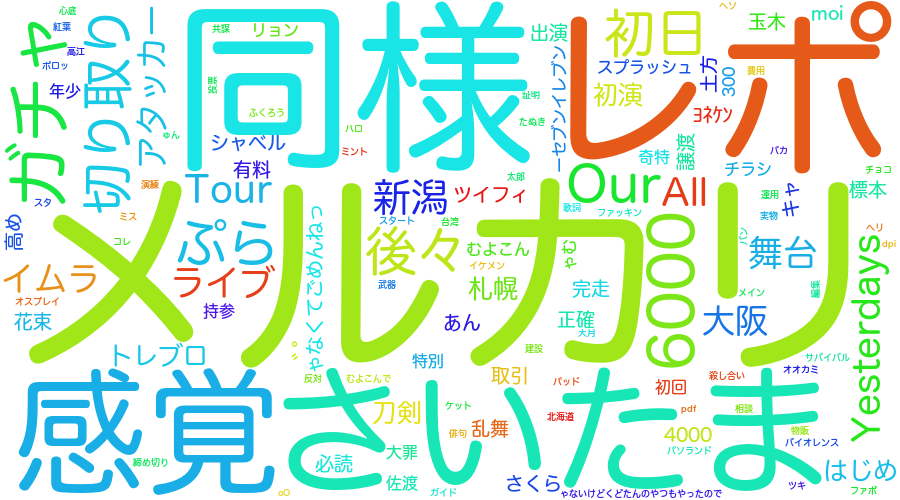 心底
紅葉
高江
ボロッ
年少
ガチャ
スタ
切り取り
アタッカー
同様
共謀
リョン
投票
ふくろう
ゅん
シャベル
有料
演練
ミス
コレ
ハロ
ミント
出演
証明
たぬき
ーセブンイレブン
太郎
レポ
初日
スプラッシュ
初演
土方
300
玉木
moi
ヘソ
費用
ヨネケン
奇特
譲渡
チラシ
バカ
チョコ
標本
運用
キャ
実物
パン
ヘリ
dpi
Tour
新潟
ツイフィ
Our
All
歌詞
ファッキン
スタート
台湾
メルカリ
高め
イムラ
オスプレイ
花束
ぷら
ライブ
持参
ゃなくてごめんねっ
後々
むよこん
イケメン
ゃむ
札幌
武器
あん
完走
正確
大月
6000
舞台
大阪
メイン
編集
Yesterdays
サバイバル
トレブロ
特別
建設
取引
反対
むよこんで
パッド
初回
殺し合い
オオカミ
感覚
さいたま
刀剣
ケット
俳句
乱舞
北海道
pdf
相談
4000
パソランド
物販
バイオレンス
締め切り
必読
大罪
佐渡
ガイド
さくら
oO
ゃないけどくどたんのやつもやったので
ツキ
はじめ
ファボ